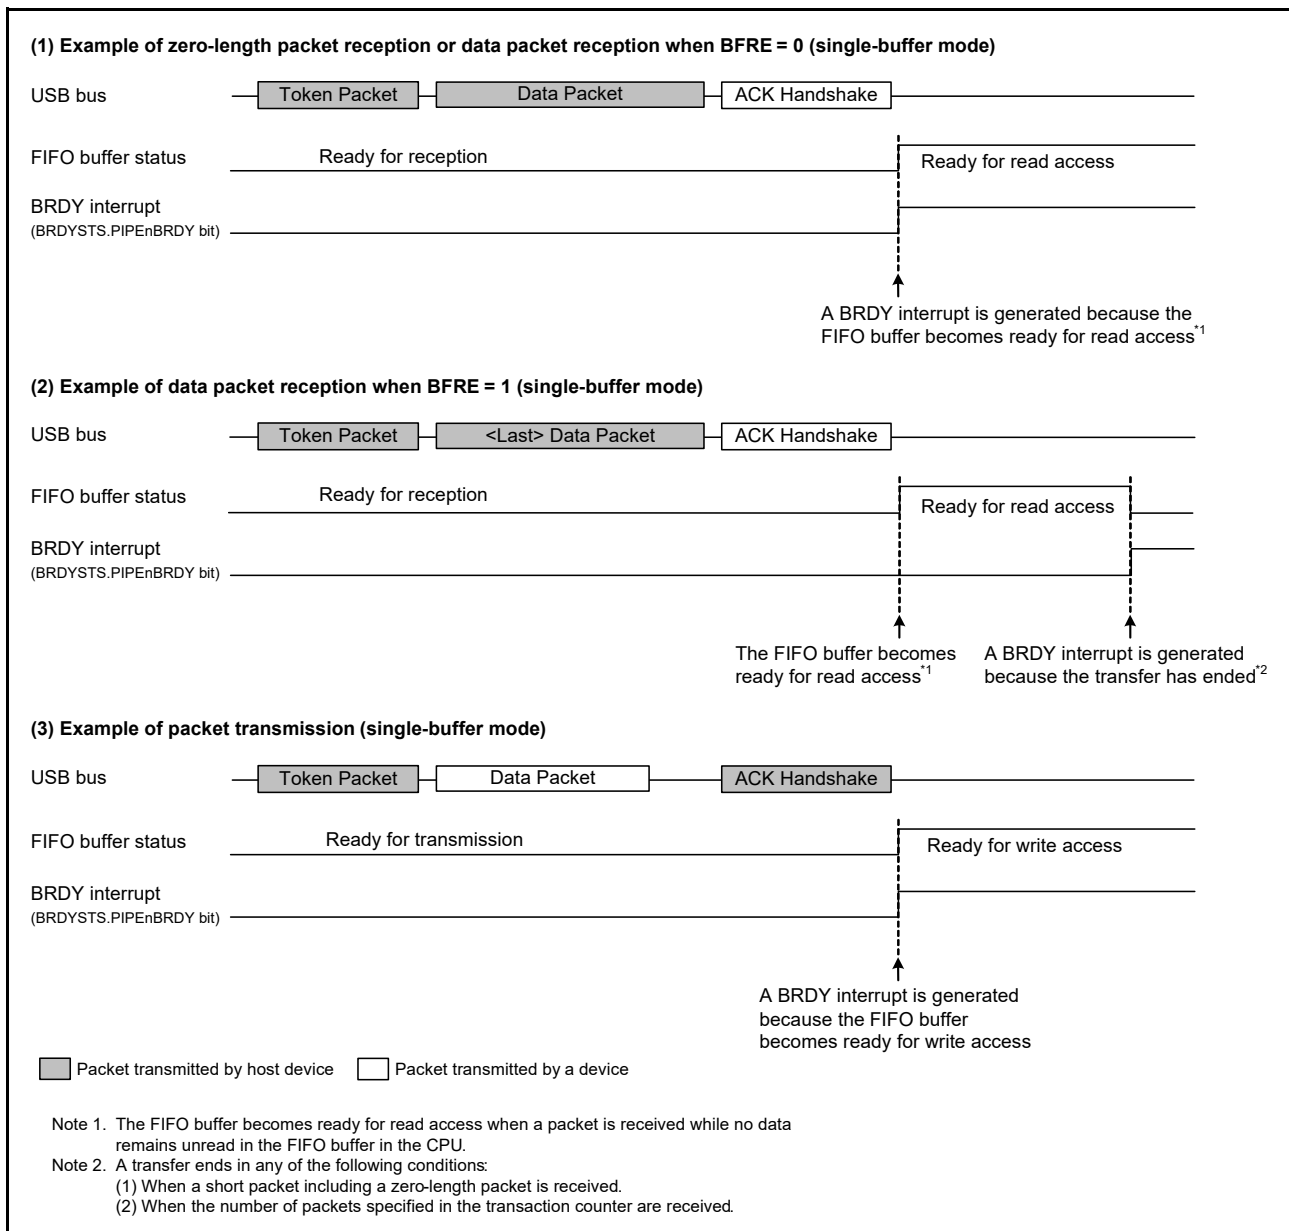 (1) Example of zero-length packet reception or data packet reception when BFRE = 0 (single-buffer mode)
USB bus
Token Packet
Data Packet
ACK Handshake
FIFO buffer status
Ready for reception
Ready for read access
BRDY interrupt
(BRDYSTS.PIPEnBRDY bit)
A BRDY interrupt is generated because the
FIFO buffer becomes ready for read access*1
(2) Example of data packet reception when BFRE = 1 (single-buffer mode)
USB bus
Token Packet
<Last> Data Packet
ACK Handshake
FIFO buffer status
Ready for reception
Ready for read access
BRDY interrupt
(BRDYSTS.PIPEnBRDY bit)
The FIFO buffer becomes
ready for read access*1
A BRDY interrupt is generated
because the transfer has ended*2
(3) Example of packet transmission (single-buffer mode)
USB bus
Token Packet
Data Packet
ACK Handshake
FIFO buffer status
Ready for transmission
Ready for write access
BRDY interrupt
(BRDYSTS.PIPEnBRDY bit)
A BRDY interrupt is generated
because the FIFO buffer
becomes ready for write access
Packet transmitted by host device
Packet transmitted by a device
Note 1. The FIFO buffer becomes ready for read access when a packet is received while no data
remains unread in the FIFO buffer in the CPU.
Note 2. A transfer ends in any of the following conditions:
(1) When a short packet including a zero-length packet is received.
(2) When the number of packets specified in the transaction counter are received.